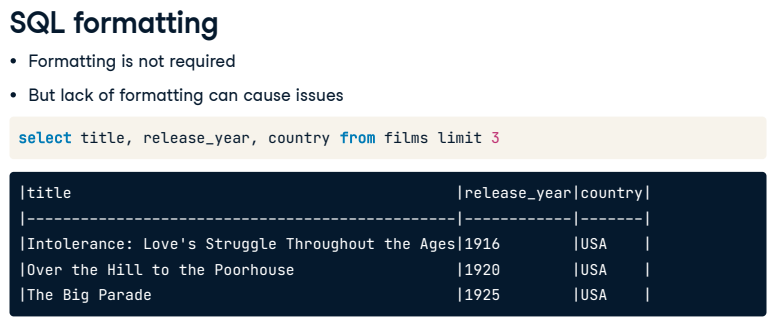 SQL formatting
• Formatting is not required
• But lack of formatting can cause issues
select title, release_year, country from films limit 3
|title                                           |release_year|country|
|------------------------------------------------|------------|-------|
|Intolerance: Love's Struggle Throughout the Ages|1916        |USA    |
|Over the Hill to the Poorhouse                  |1920        |USA    |
|The Big Parade                                  |1925        |USA    |